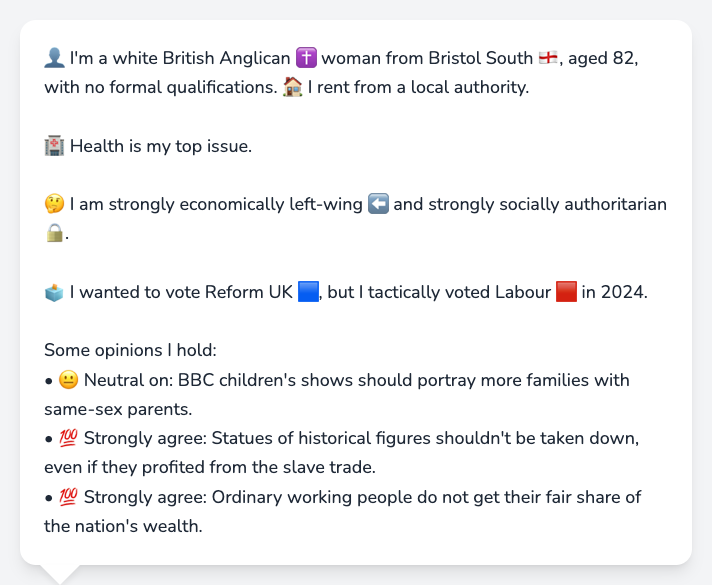 👤 I'm a white British Anglican ✝️ woman from Bristol South 🏴󠁧󠁢󠁥󠁮󠁧󠁿, aged 82,
with no formal qualifications. 🏠 I rent from a local authority.
🏥 Health is my top issue.
🤔 I am strongly economically left-wing ⬅️ and strongly socially authoritarian
🔒.
🗳️ I wanted to vote Reform UK 🟦, but I tactically voted Labour 🟥 in 2024.
Some opinions I hold:
• 😐 Neutral on: BBC children's shows should portray more families with
same-sex parents.
• 💯 Strongly agree: Statues of historical figures shouldn't be taken down,
even if they profited from the slave trade.
• 💯 Strongly agree: Ordinary working people do not get their fair share of
the nation's wealth.